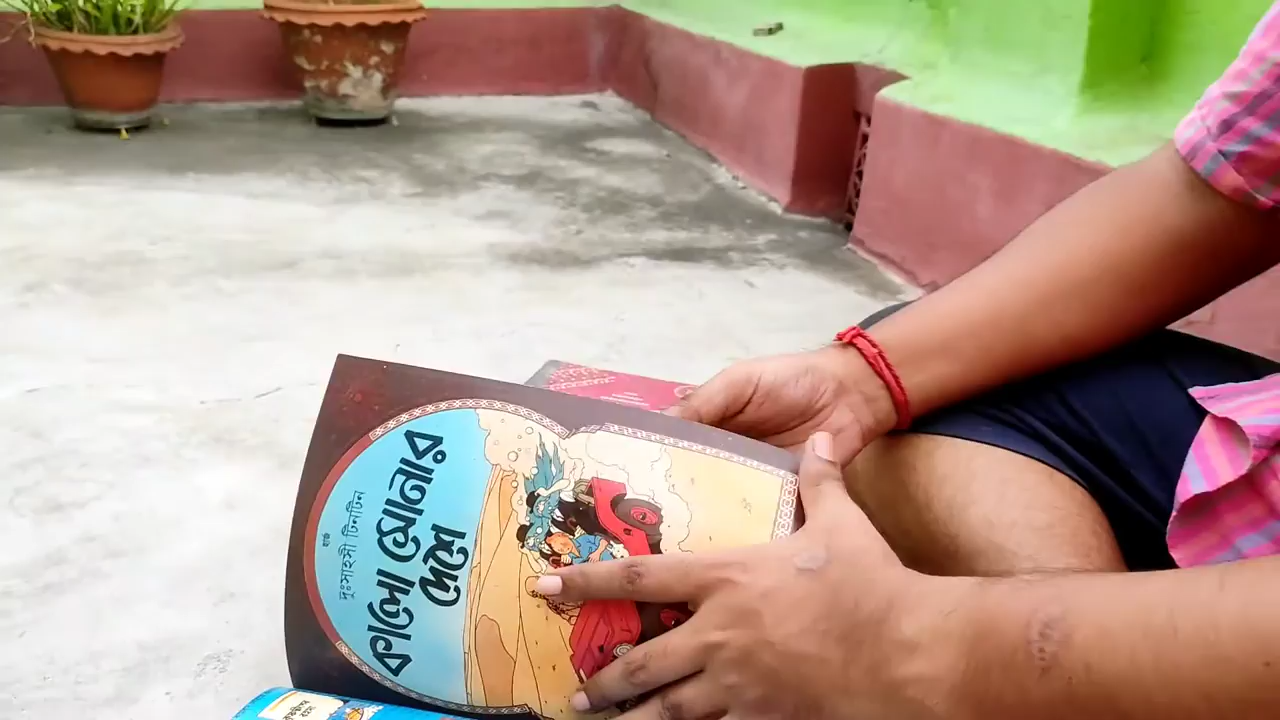 হার্জ
দুঃসাহসী টিনটিন
কালো সোনার
দেশে